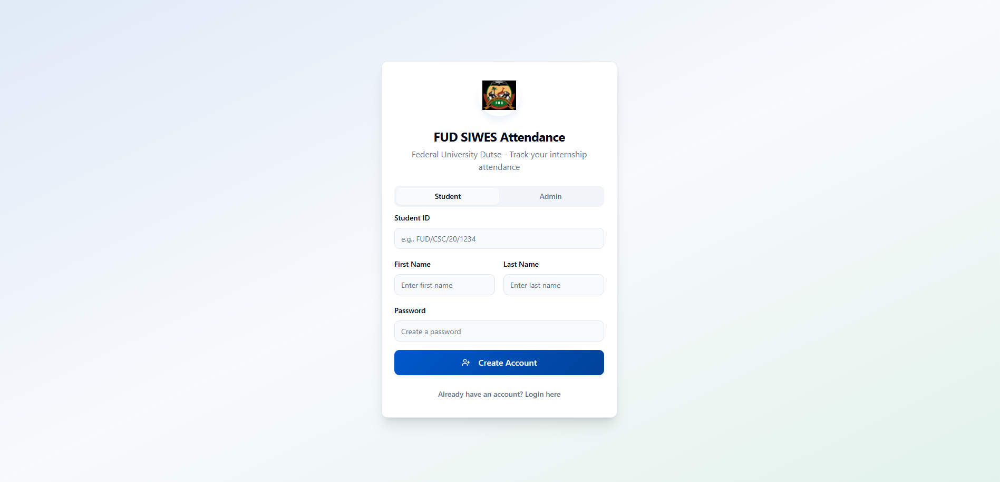 FUD
FUD SIWES Attendance
Federal University Dutse - Track your internship
attendance
Student
Admin
Student ID
e.g., FUD/CSC/20/1234
First Name
Last Name
Enter first name
Enter last name
Password
Create a password
Create Account
Already have an account? Login here